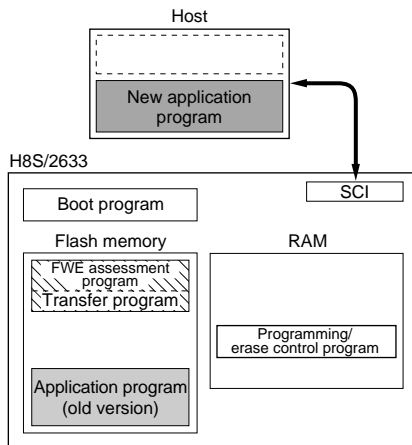 Host
New application
program
H8S/2633
SCI
Boot program
Flash memory
RAM
FWE assessment
program
Transfer program
Programming/
erase control program
Application program
(old version)